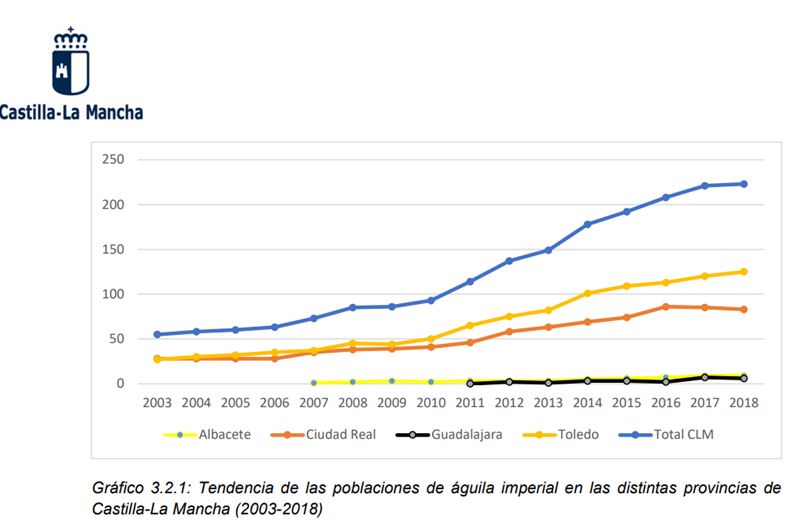 Castilla-La Mancha
250
200
150
100
50
0
2003 2004 2005 2006 2007 2008 2009 2010 2011 2012 2013 2014 2015 2016 2017 2018
Albacete Ciudad Real Guadalajara Toledo Total CLM
Gráfico 3.2.1: Tendencia de las poblaciones de águila imperial en las distintas provincias de
Castilla-La Mancha (2003-2018)